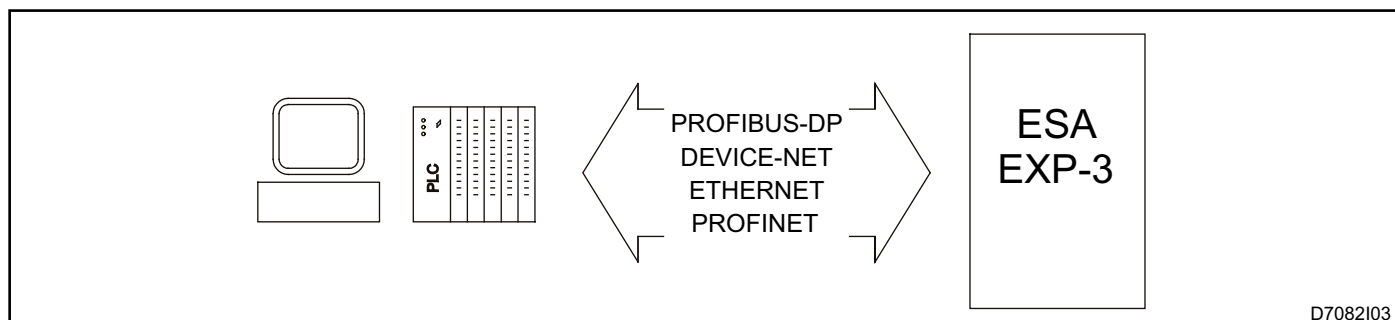 PLC
PROFIBUS-DP
DEVICE-NET
ETHERNET
PROFINET
ESA
EXP-3
D7082I03